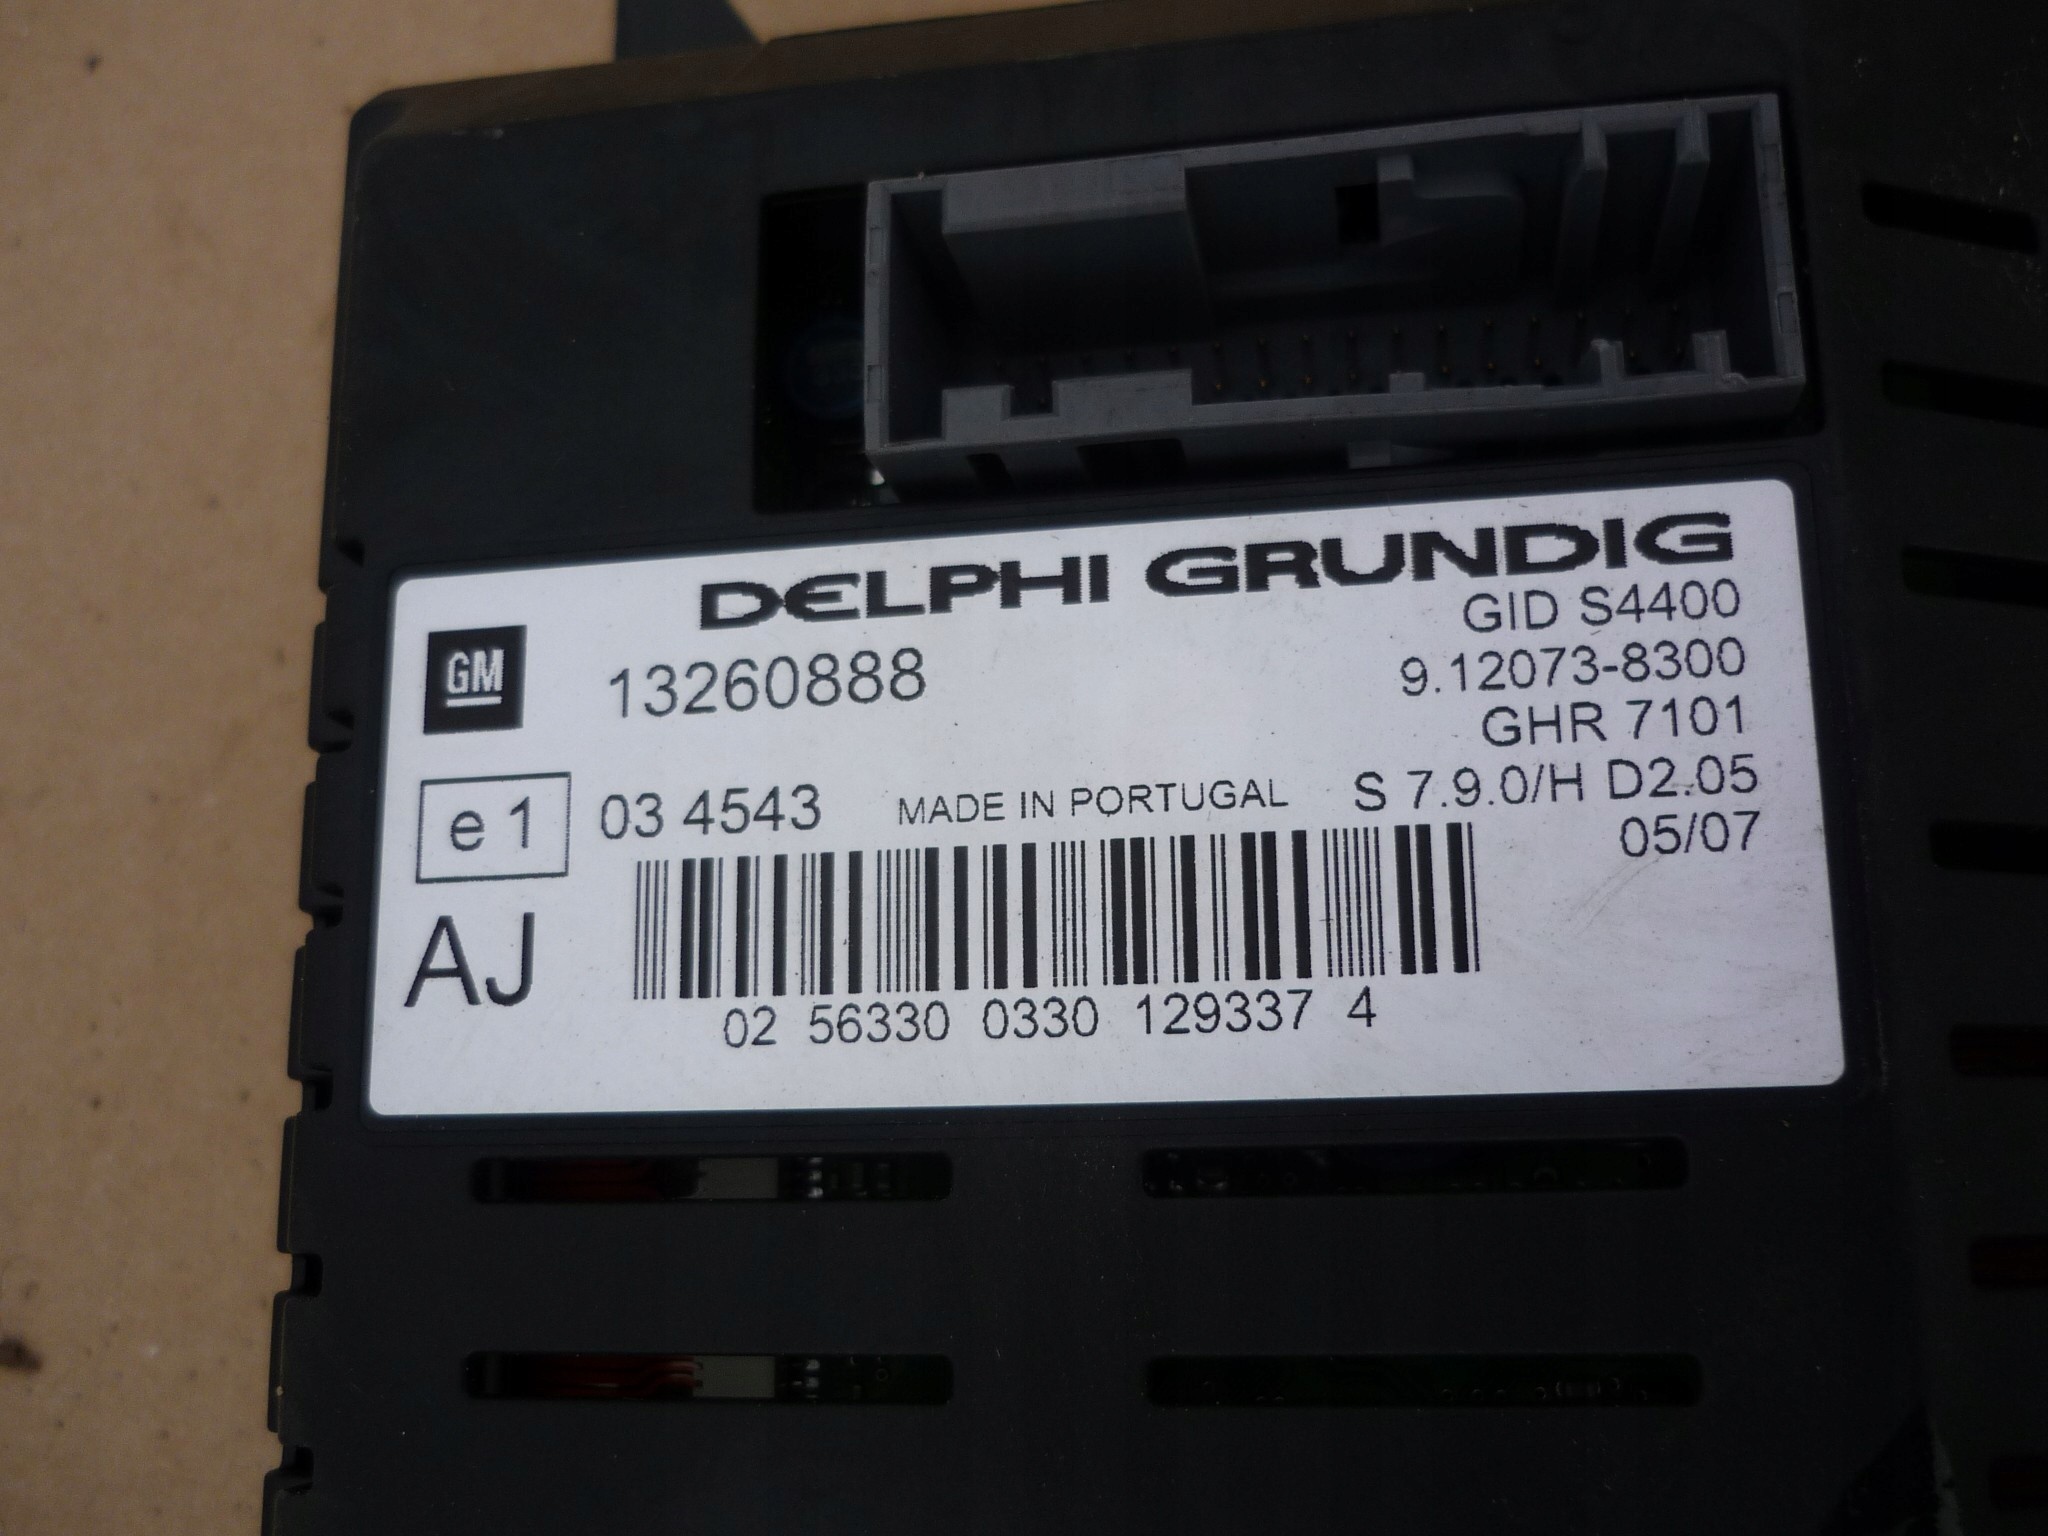 DELPHI GRUNDIG
GID S4400
GM 13260888 9.12073-8300
GHR 7101
e1 03 4543 MADE IN PORTUGAL S 7.9.0/H D2.05
05/07
AJ
02 56330 0330 129337 4